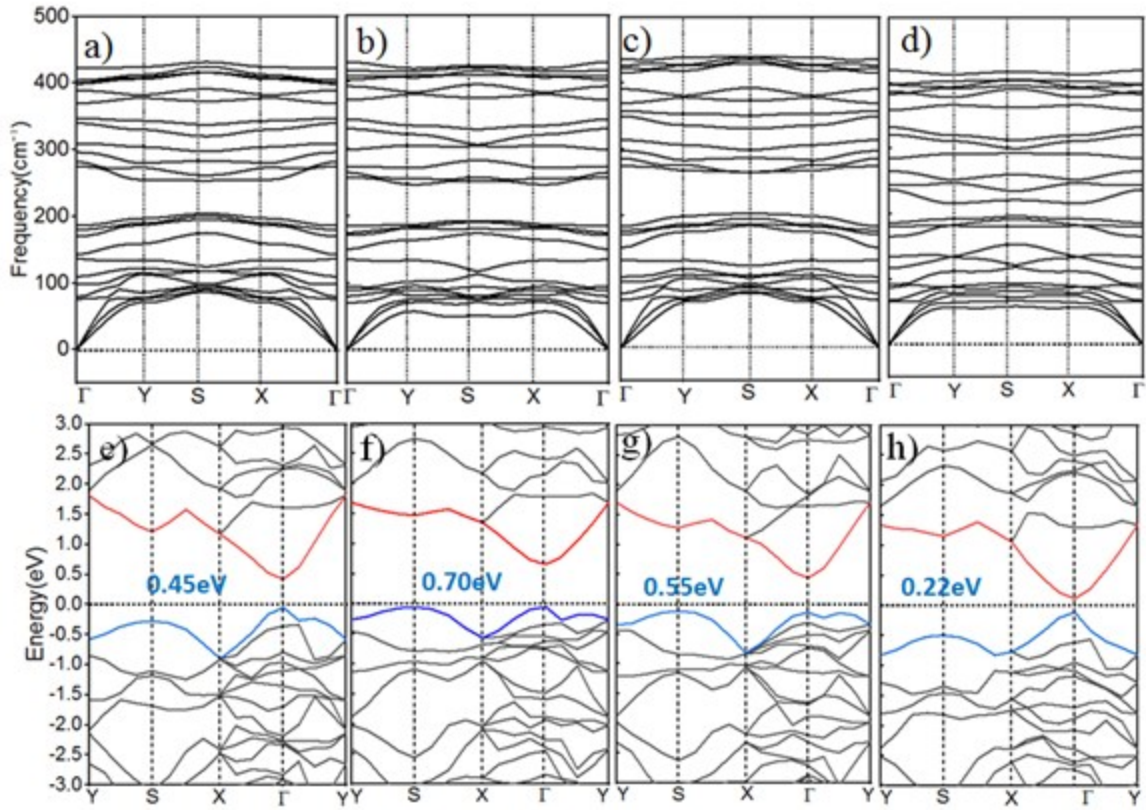 a) b) c) d)
500
400
300
200
100
0
Frequency(cm⁻¹)
Γ Y S X Γ Γ Y S X Γ Γ Y S X Γ Γ Y S X Γ
e) f) g) h)
3.0
2.5
2.0
1.5
1.0
0.5
0.0
-0.5
-1.0
-1.5
-2.0
-2.5
-3.0
Energy(eV)
0.45eV 0.70eV 0.55eV 0.22eV
Y S X Γ Y Y S X Γ Y Y S X Γ Y Y S X Γ Y